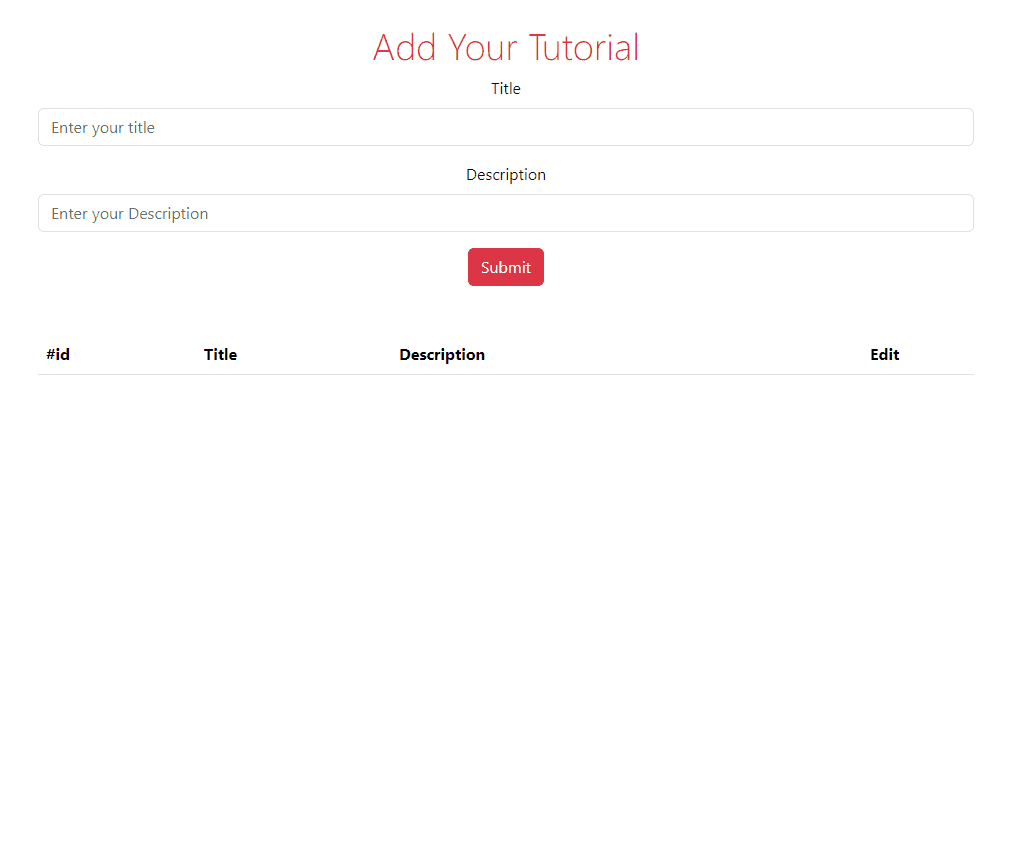 Add Your Tutorial
Title
Enter your title
Description
Enter your Description
Submit
#id Title Description Edit